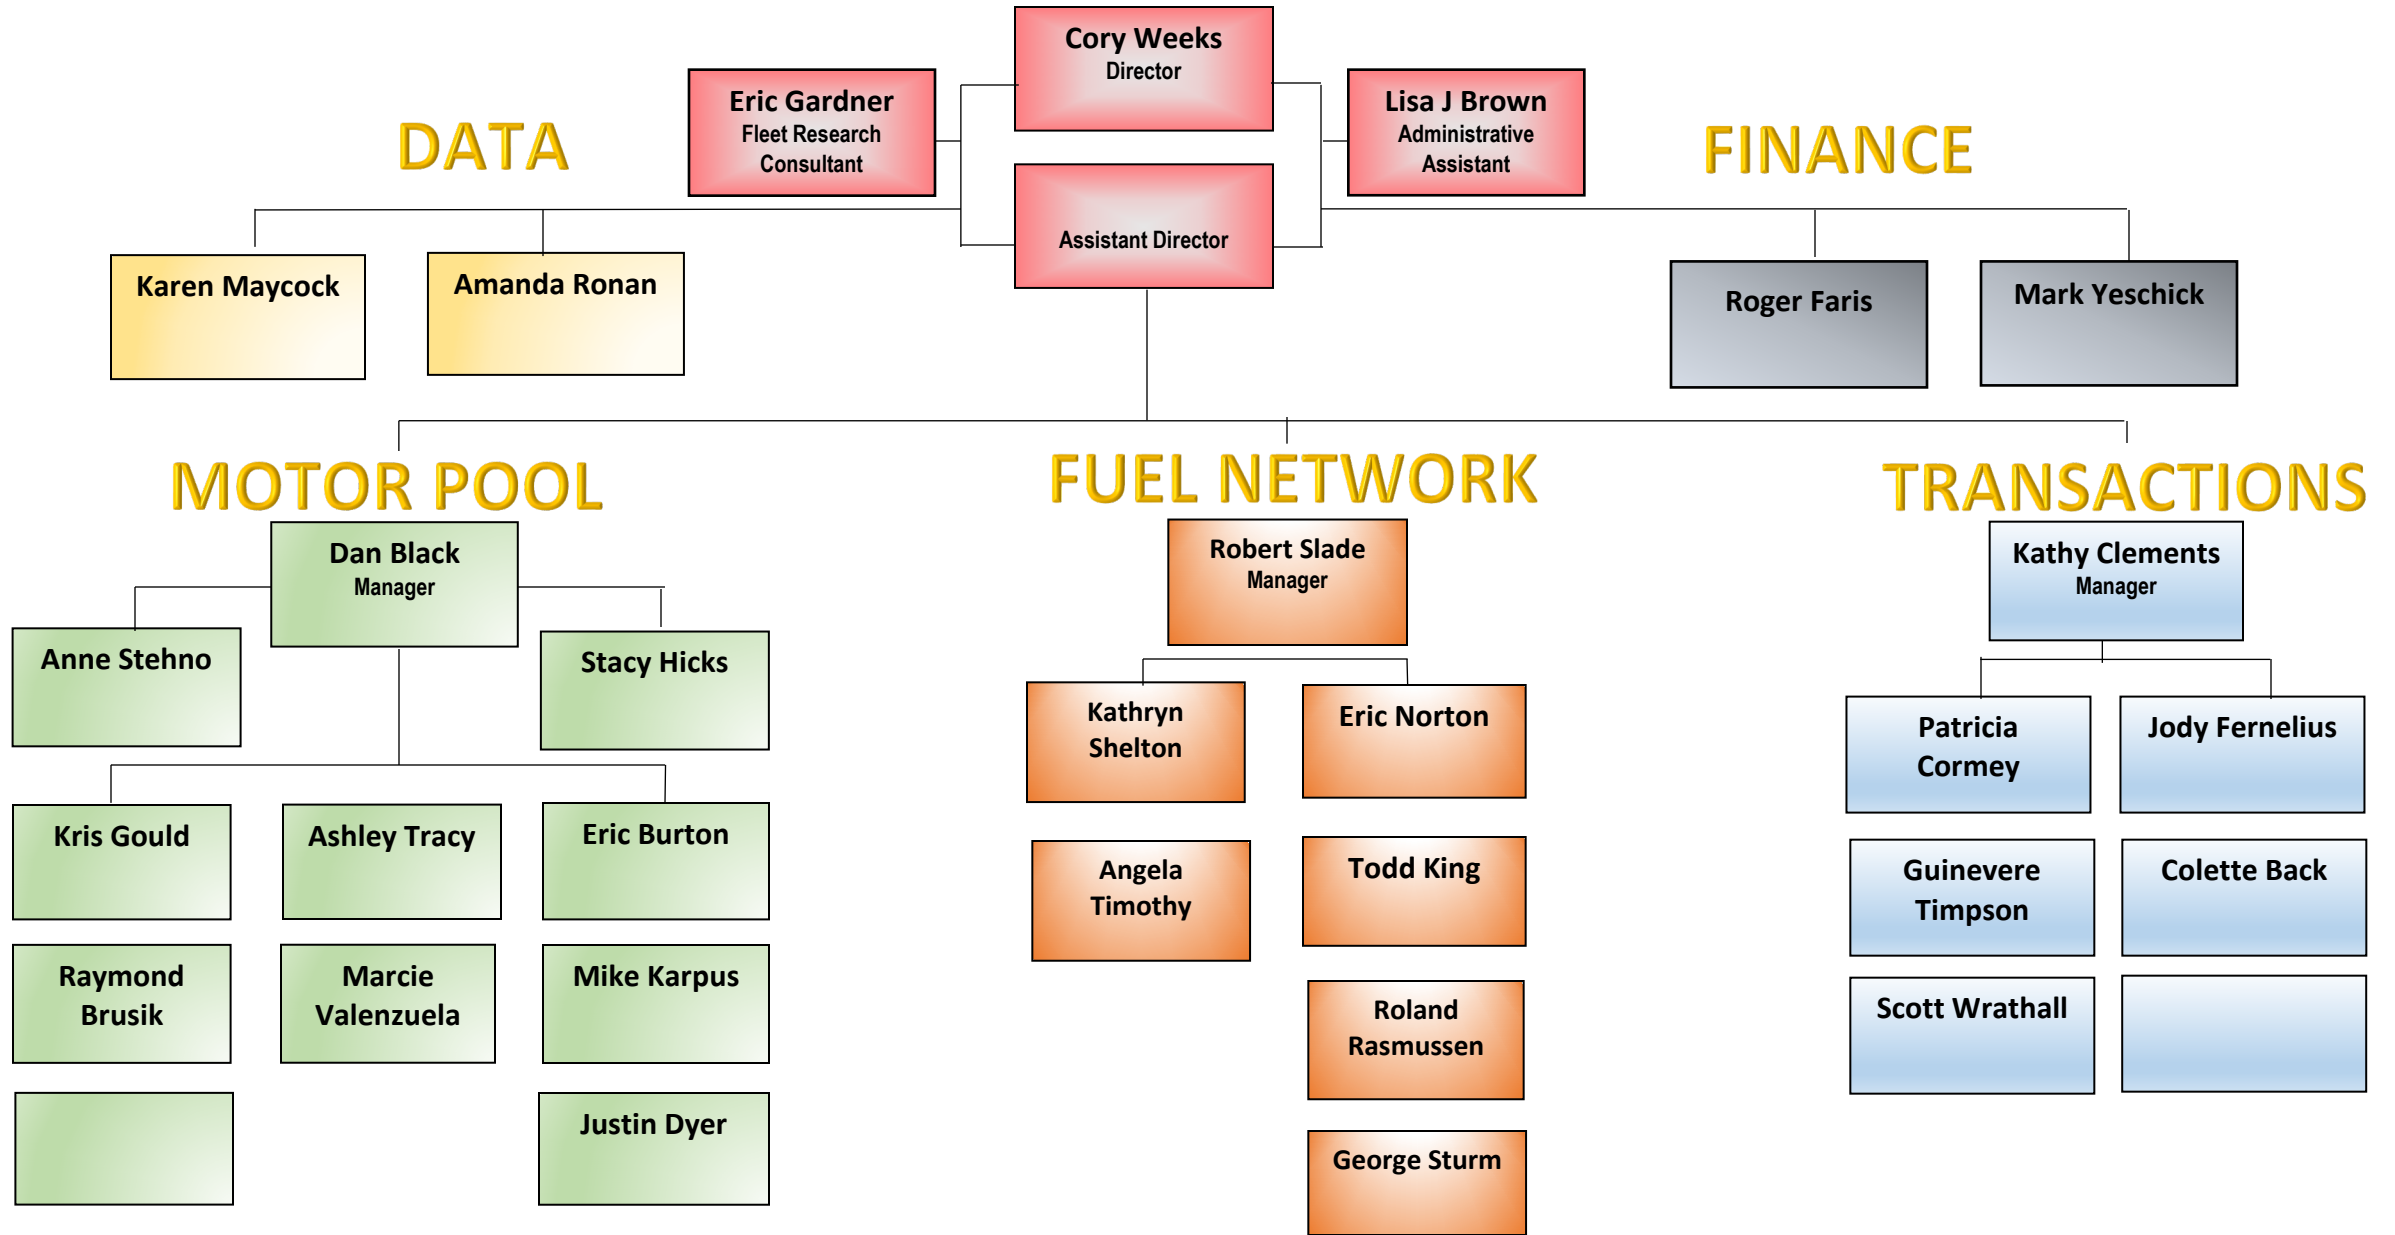 Cory Weeks
Director
Eric Gardner
Fleet Research
Consultant
Lisa J Brown
Administrative
Assistant
DATA
FINANCE
Assistant Director
Karen Maycock
Amanda Ronan
Roger Faris
Mark Yeschick
MOTOR POOL
FUEL NETWORK
TRANSACTIONS
Dan Black
Manager
Anne Stehno
Stacy Hicks
Kris Gould
Ashley Tracy
Eric Burton
Raymond
Brusik
Marcie
Valenzuela
Mike Karpus
Justin Dyer
Robert Slade
Manager
Kathryn
Shelton
Eric Norton
Angela
Timothy
Todd King
Roland
Rasmussen
George Sturm
Kathy Clements
Manager
Patricia
Cormey
Jody Fernelius
Guinevere
Timpson
Colette Back
Scott Wrathall